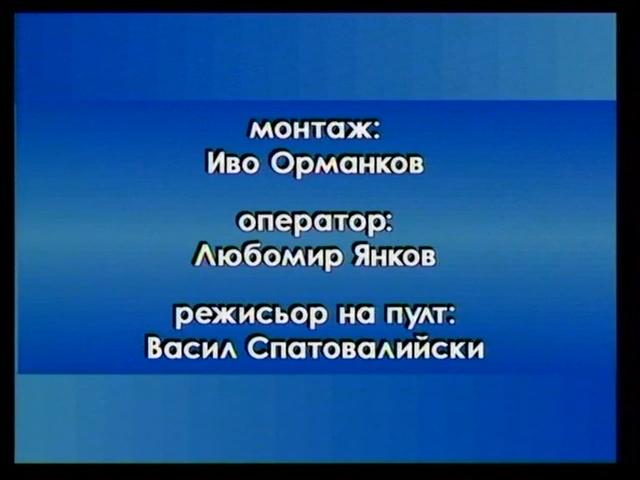 монтаж:
Иво Орманков
оператор:
Любомир Янков
режисьор на пулт:
Васил Спатовалийски